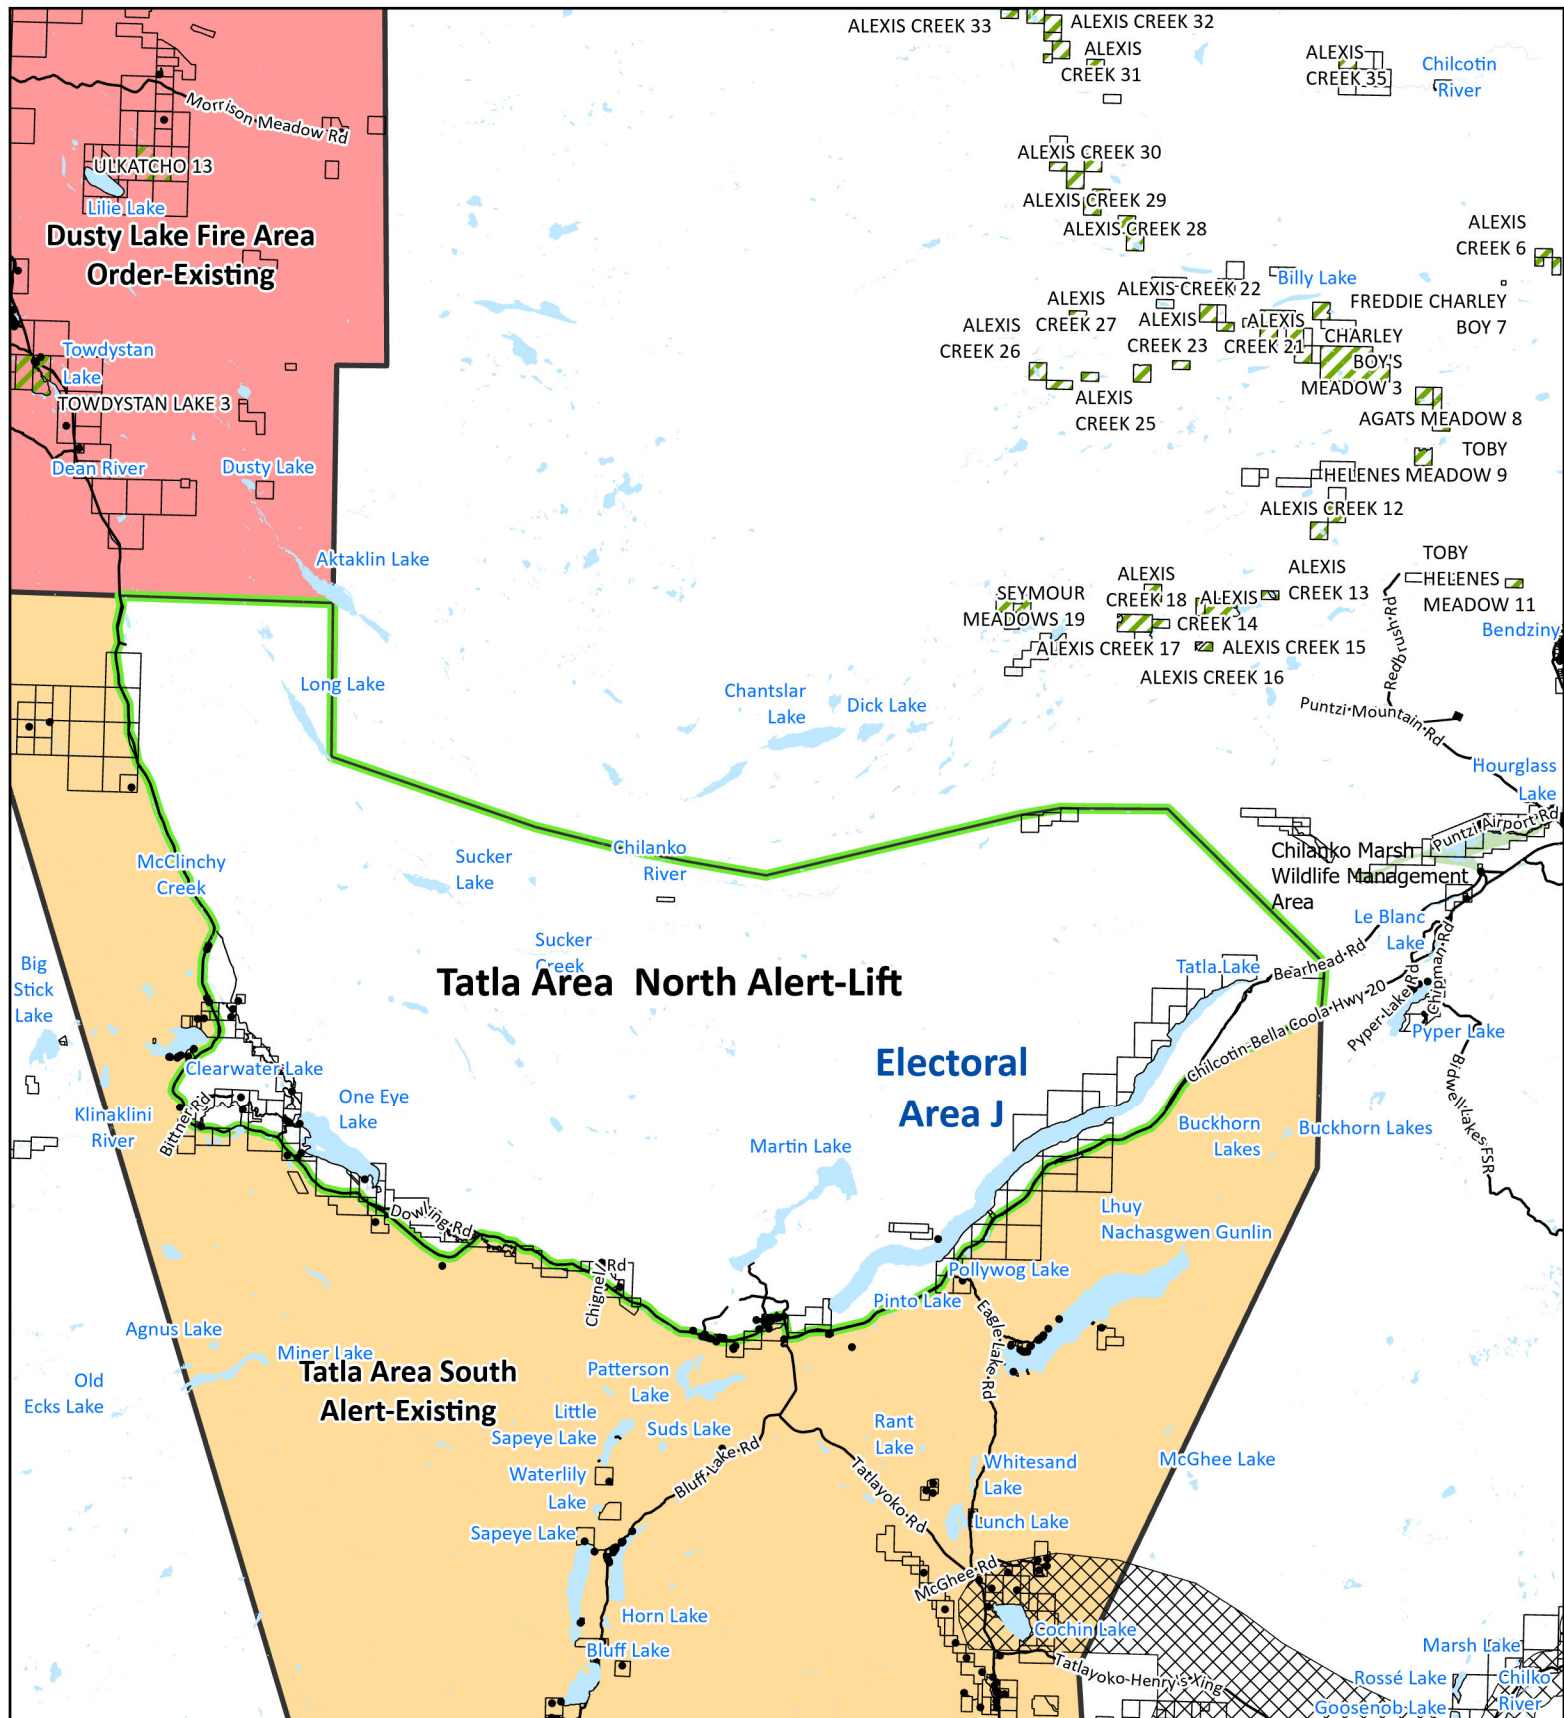 ALEXIS CREEK 33
ALEXIS CREEK 32
ALEXIS
CREEK 31
ALEXIS
CREEK 35
Chilcotin
River
Morrison Meadow Rd
ULKATCHO 13
Lilie Lake
Dusty Lake Fire Area
Order-Existing
ALEXIS CREEK 30
ALEXIS CREEK 29
ALEXIS CREEK 28
ALEXIS
CREEK 6
ALEXIS CREEK 22
Billy Lake
ALEXIS
CREEK 27
FREDDIE CHARLEY
BOY 7
ALEXIS
CREEK 26
ALEXIS
CREEK 23
ALEXIS
CREEK 21
CHARLEY
BOY'S
MEADOW 3
Towdystan
Lake
TOWDYSTAN LAKE 3
ALEXIS
CREEK 25
AGATS MEADOW 8
TOBY
HELENES MEADOW 9
Dean River
Dusty Lake
ALEXIS CREEK 12
Aktaklin Lake
TOBY
HELENES
MEADOW 11
ALEXIS
CREEK 13
ALEXIS
CREEK 18
ALEXIS
CREEK 14
SEYMOUR
MEADOWS 19
ALEXIS CREEK 17
ALEXIS CREEK 15
ALEXIS CREEK 16
Bendziny
Redbrush Rd
Long Lake
Chantslar
Lake
Dick Lake
Puntzi Mountain Rd
Hourglass
Lake
Puntzi Airport Rd
McClinchy
Creek
Sucker
Lake
Chilanko
River
Chilanko Marsh
Wildlife Management
Area
Le Blanc
Lake
Sucker
Creek
Tatla Area North Alert-Lift
Big
Stick
Lake
Tatla Lake
Bearhead Rd
Chipman Rd
Pyper Lake Rd
Chilcotin-Bella Coola Hwy 20
Pyper Lake
Electoral
Area J
Clearwater Lake
One Eye
Lake
Bittner Rd
Klinaklini
River
Bidwell Lakes FSR
Buckhorn
Lakes
Buckhorn Lakes
Martin Lake
Dowling Rd
Lhuy
Nachasgwen Gunlin
Chignell Rd
Pollywog Lake
Pinto Lake
Eagle Lake Rd
Agnus Lake
Miner Lake
Tatla Area South
Alert-Existing
Old
Ecks Lake
Patterson
Lake
Little
Sapeye Lake
Suds Lake
Rant
Lake
Bluff Lake Rd
Tatlayoko Rd
Whitesand
Lake
McGhee Lake
Waterlily
Lake
Sapeye Lake
Lunch Lake
McGhee Rd
Horn Lake
Bluff Lake
Cochin Lake
Tatlayoko-Henry's Xing
Marsh Lake
Rossé Lake
Chilko
River
Goosenob Lake